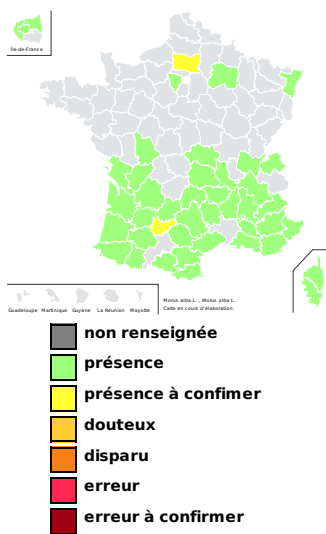 Île-de-France
Guadeloupe Martinique Guyane La Réunion Mayotte
Morus alba L. , Morus alba L.
Carte en cours d'élaboration.
non renseignée
présence
présence à confimer
douteux
disparu
erreur
erreur à confirmer